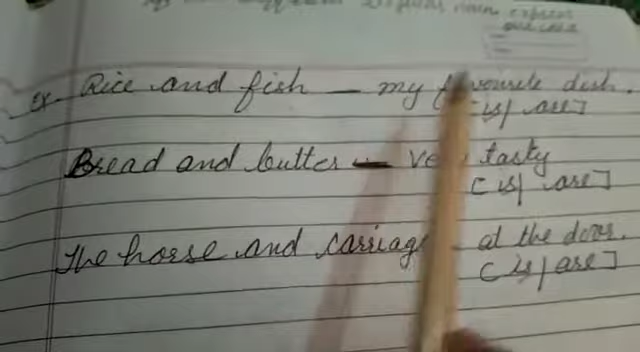 Ex. Rice and fish — my favourite dish.
[is/are]
Bread and butter — very tasty
[is/are]
The horse and carriage - at the door.
[is/are]